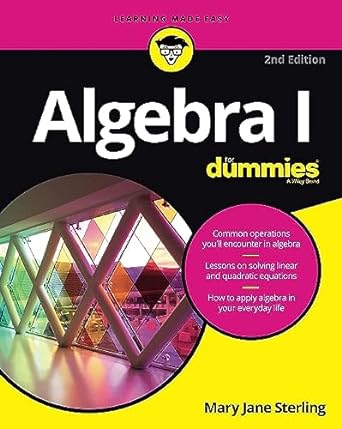 LEARNING MADE EASY
2nd Edition
Algebra I
for
dummies®
A Wiley Brand
Common operations
you'll encounter in algebra
Lessons on solving linear
and quadratic equations
How to apply algebra in
your everyday life
Mary Jane Sterling